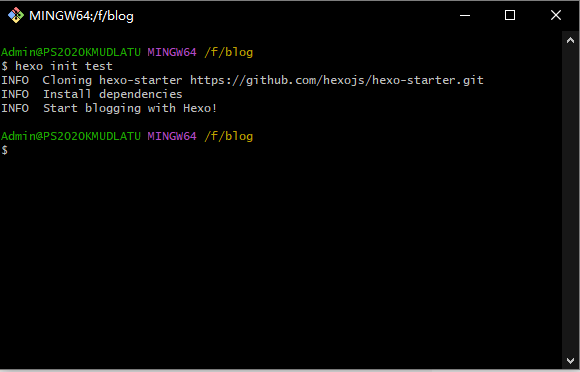 MINGW64:/f/blog
Admin@PS2020KMUDLATU MINGW64 /f/blog
$ hexo init test
INFO  Cloning hexo-starter https://github.com/hexojs/hexo-starter.git
INFO  Install dependencies
INFO  Start blogging with Hexo!
Admin@PS2020KMUDLATU MINGW64 /f/blog
$